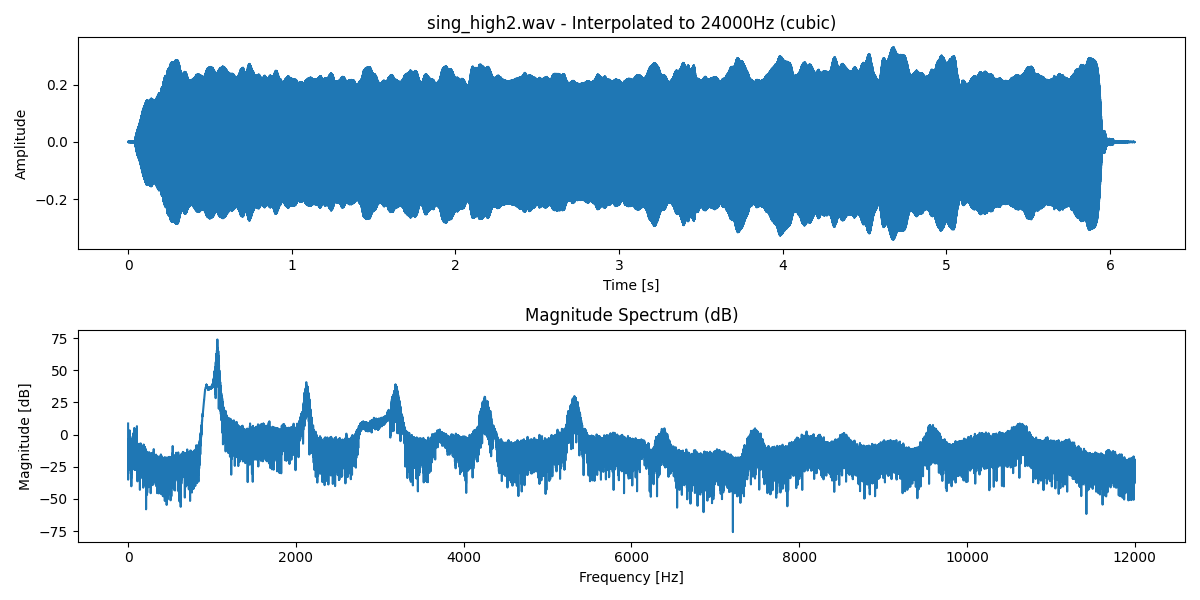 sing_high2.wav - Interpolated to 24000Hz (cubic)
0.2
0.0
−0.2
Amplitude
0 1 2 3 4 5 6
Time [s]
Magnitude Spectrum (dB)
75
50
25
0
−25
−50
−75
Magnitude [dB]
0 2000 4000 6000 8000 10000 12000
Frequency [Hz]